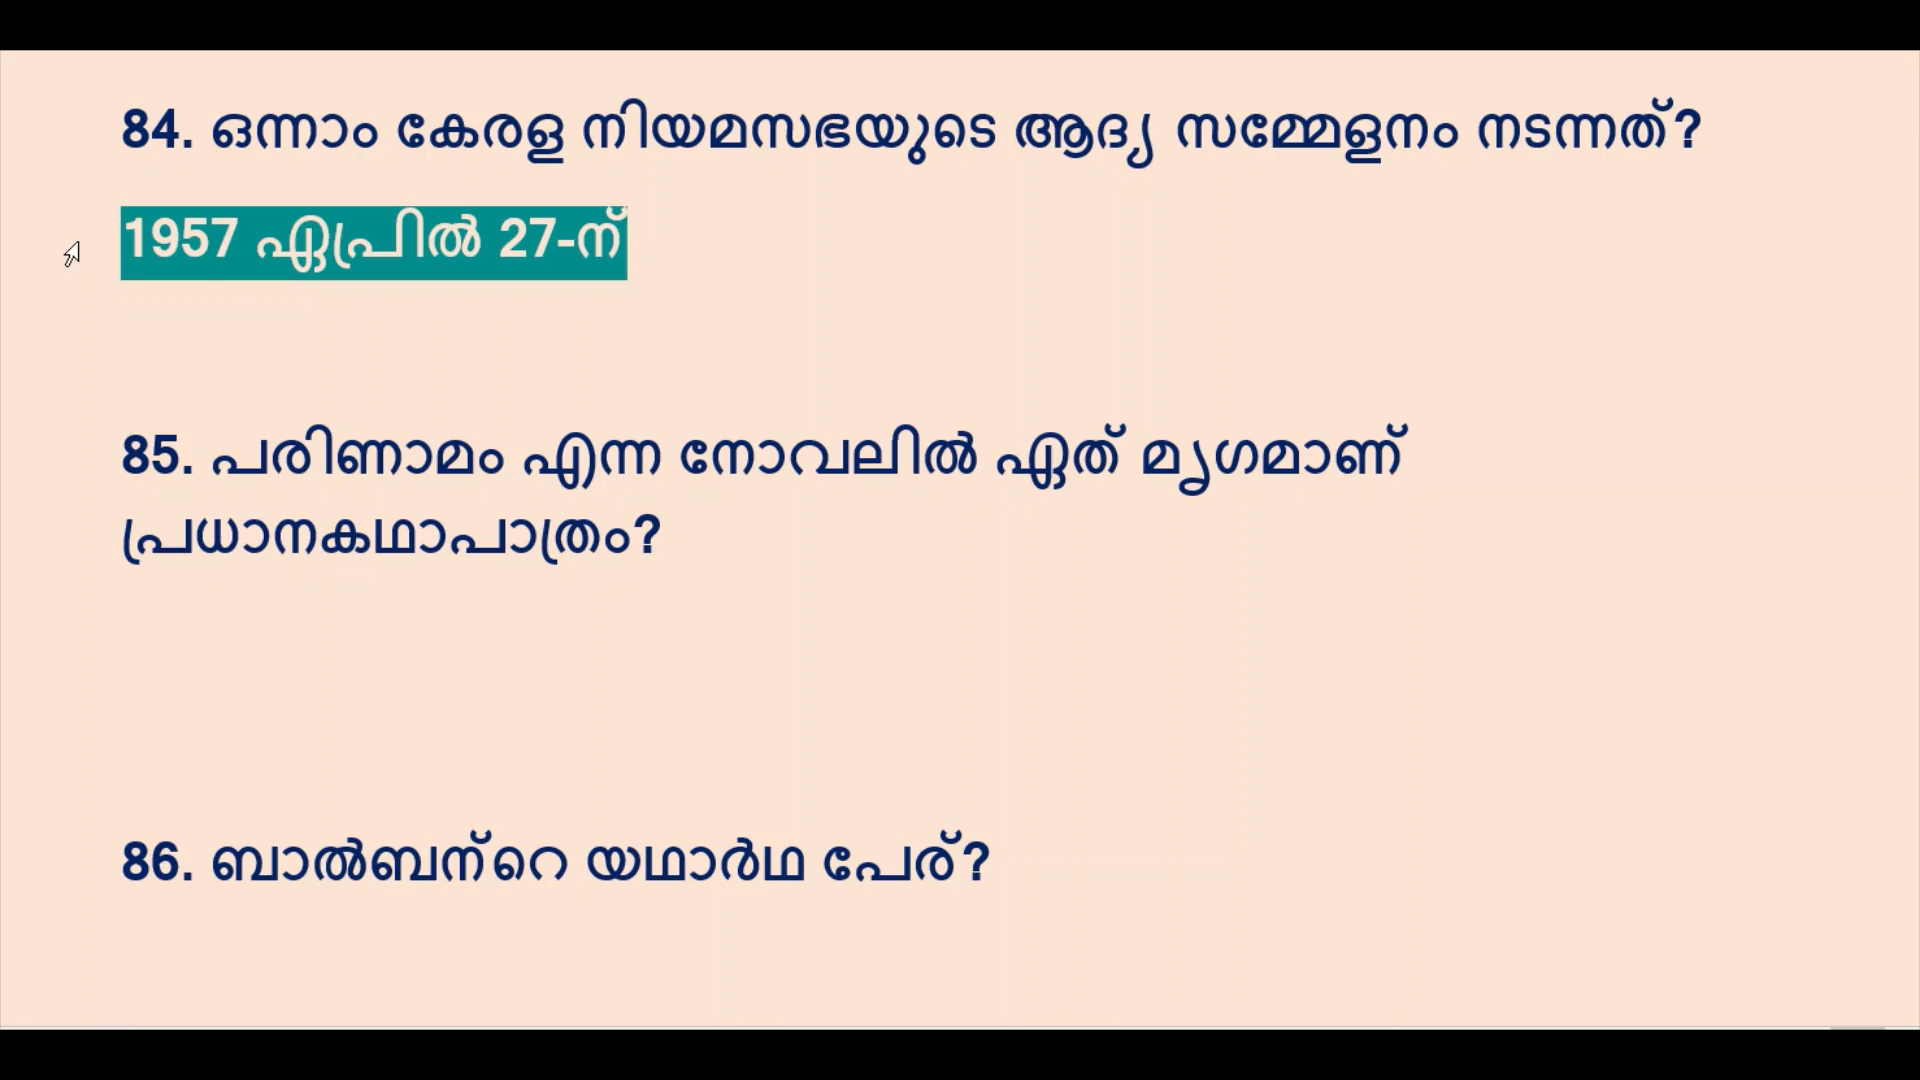 84. ഒന്നാം കേരള നിയമസഭയുടെ ആദ്യ സമ്മേളനം നടന്നത്?
1957 ഏപ്രിൽ 27-ന്
85. പരിണാമം എന്ന നോവലിൽ ഏത് മൃഗമാണ്
പ്രധാനകഥാപാത്രം?
86. ബാൽബന്റെ യഥാർഥ പേര്?